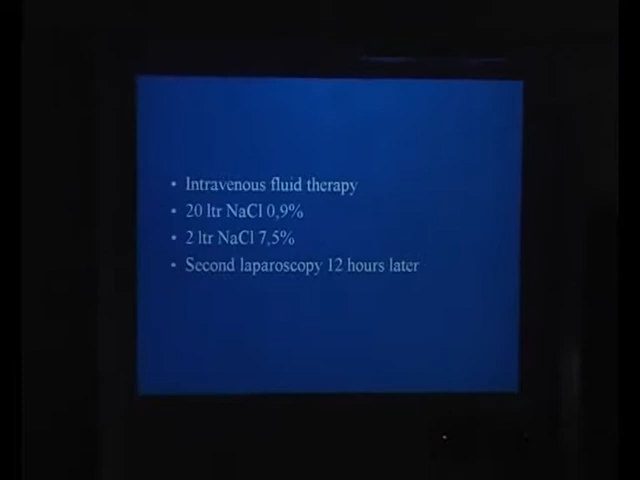 • Intravenous fluid therapy
• 20 ltr NaCl 0,9%
• 2 ltr NaCl 7,5%
• Second laparoscopy 12 hours later